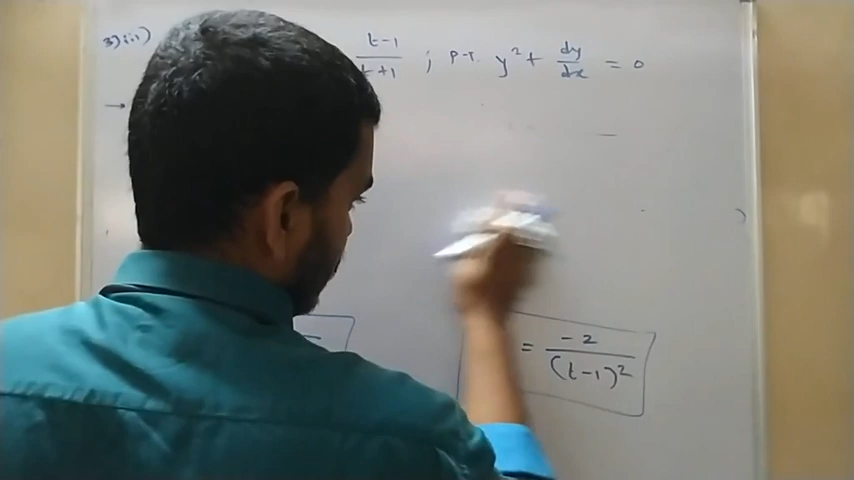 3) ii) t-1/t+1 ; P.T. y² + dy/dx = 0
→
= -2/(t-1)²